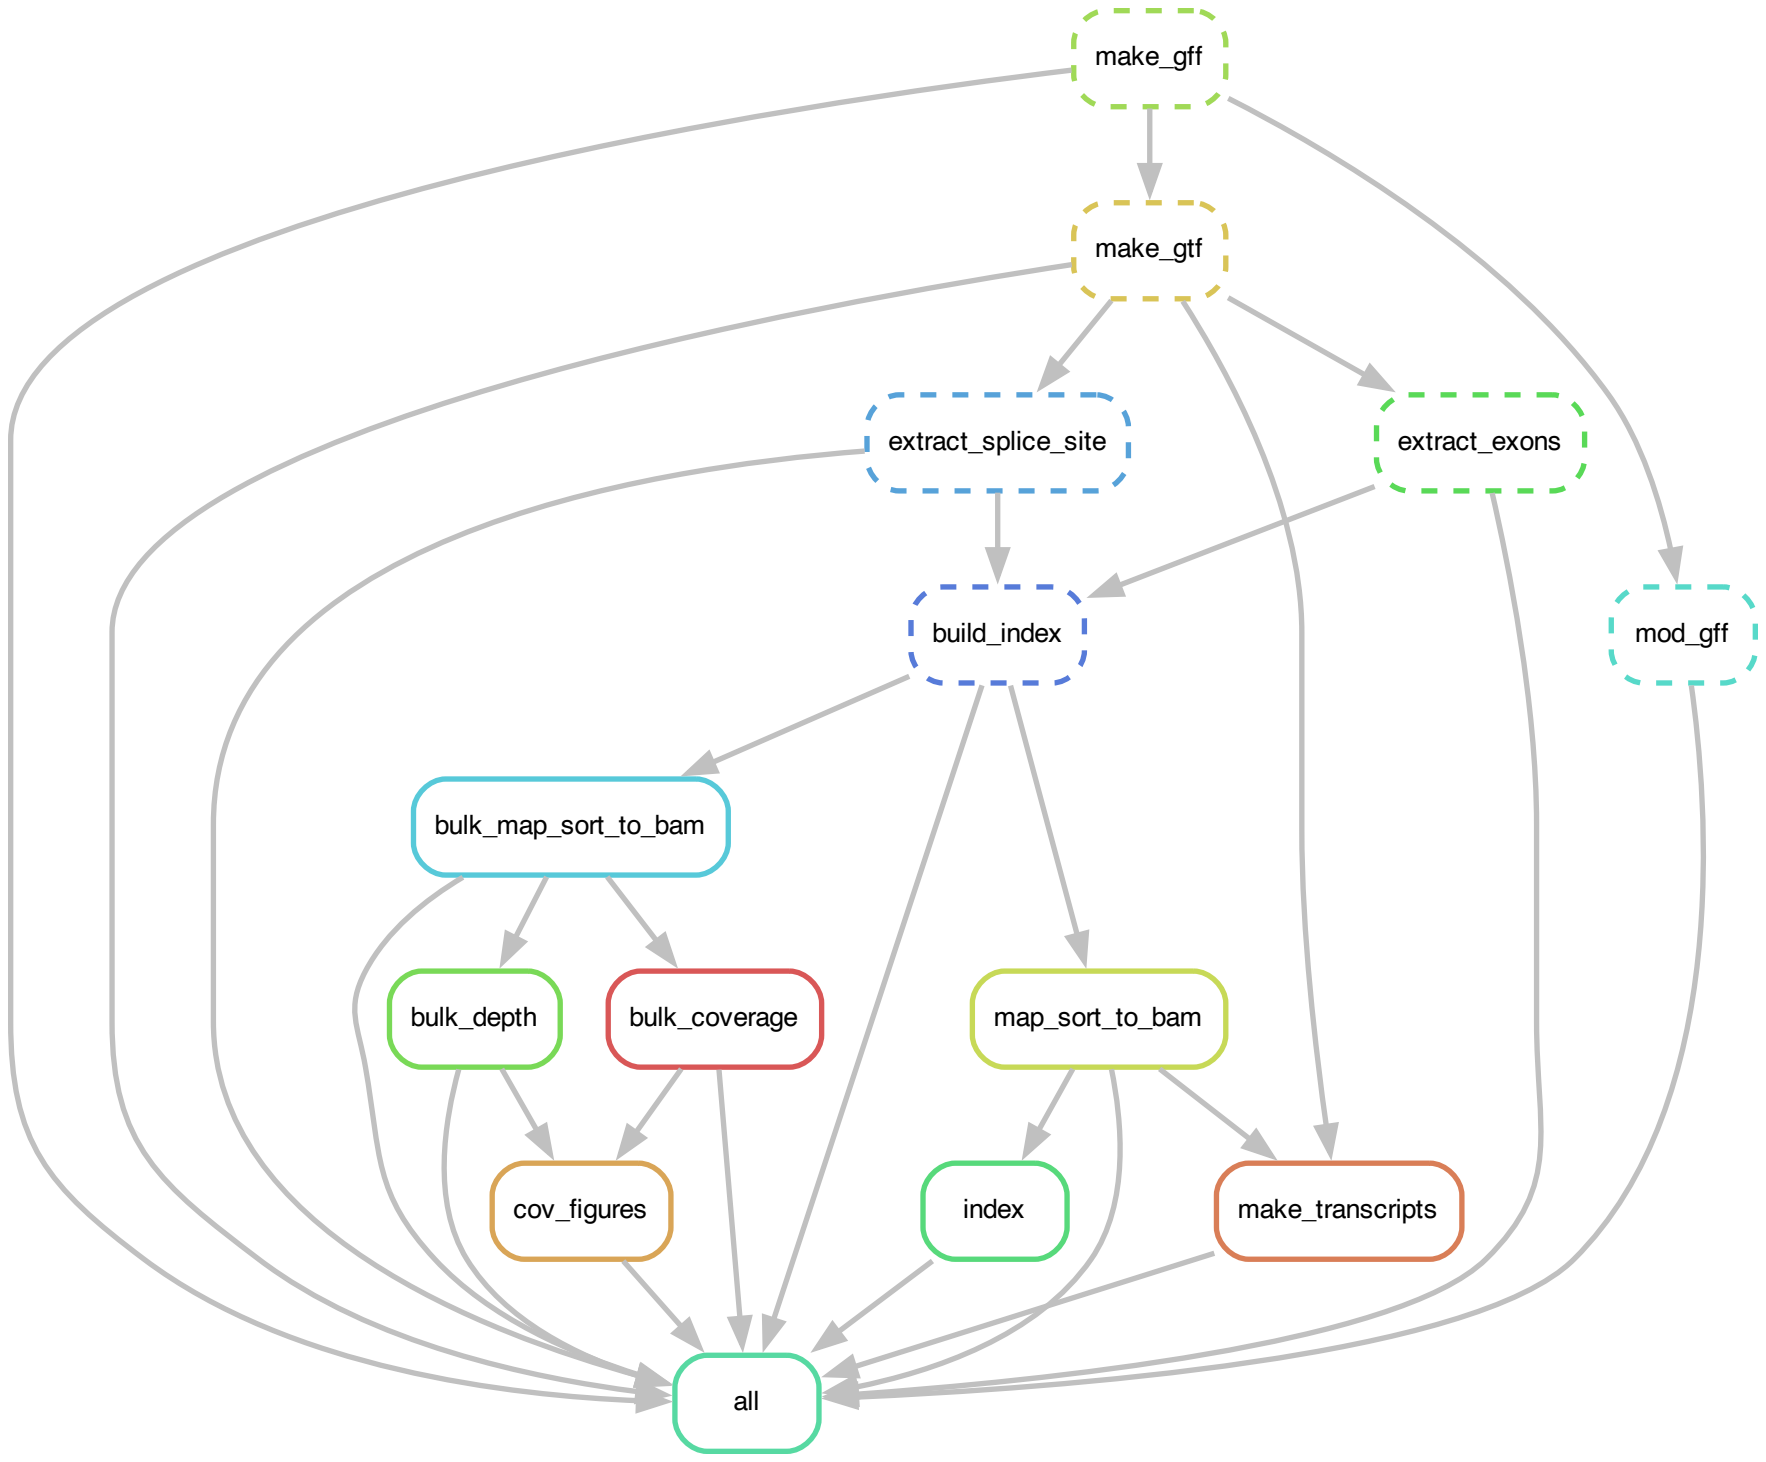 make_gff
make_gtf
extract_splice_site
extract_exons
build_index
mod_gff
bulk_map_sort_to_bam
bulk_depth
bulk_coverage
map_sort_to_bam
cov_figures
index
make_transcripts
all